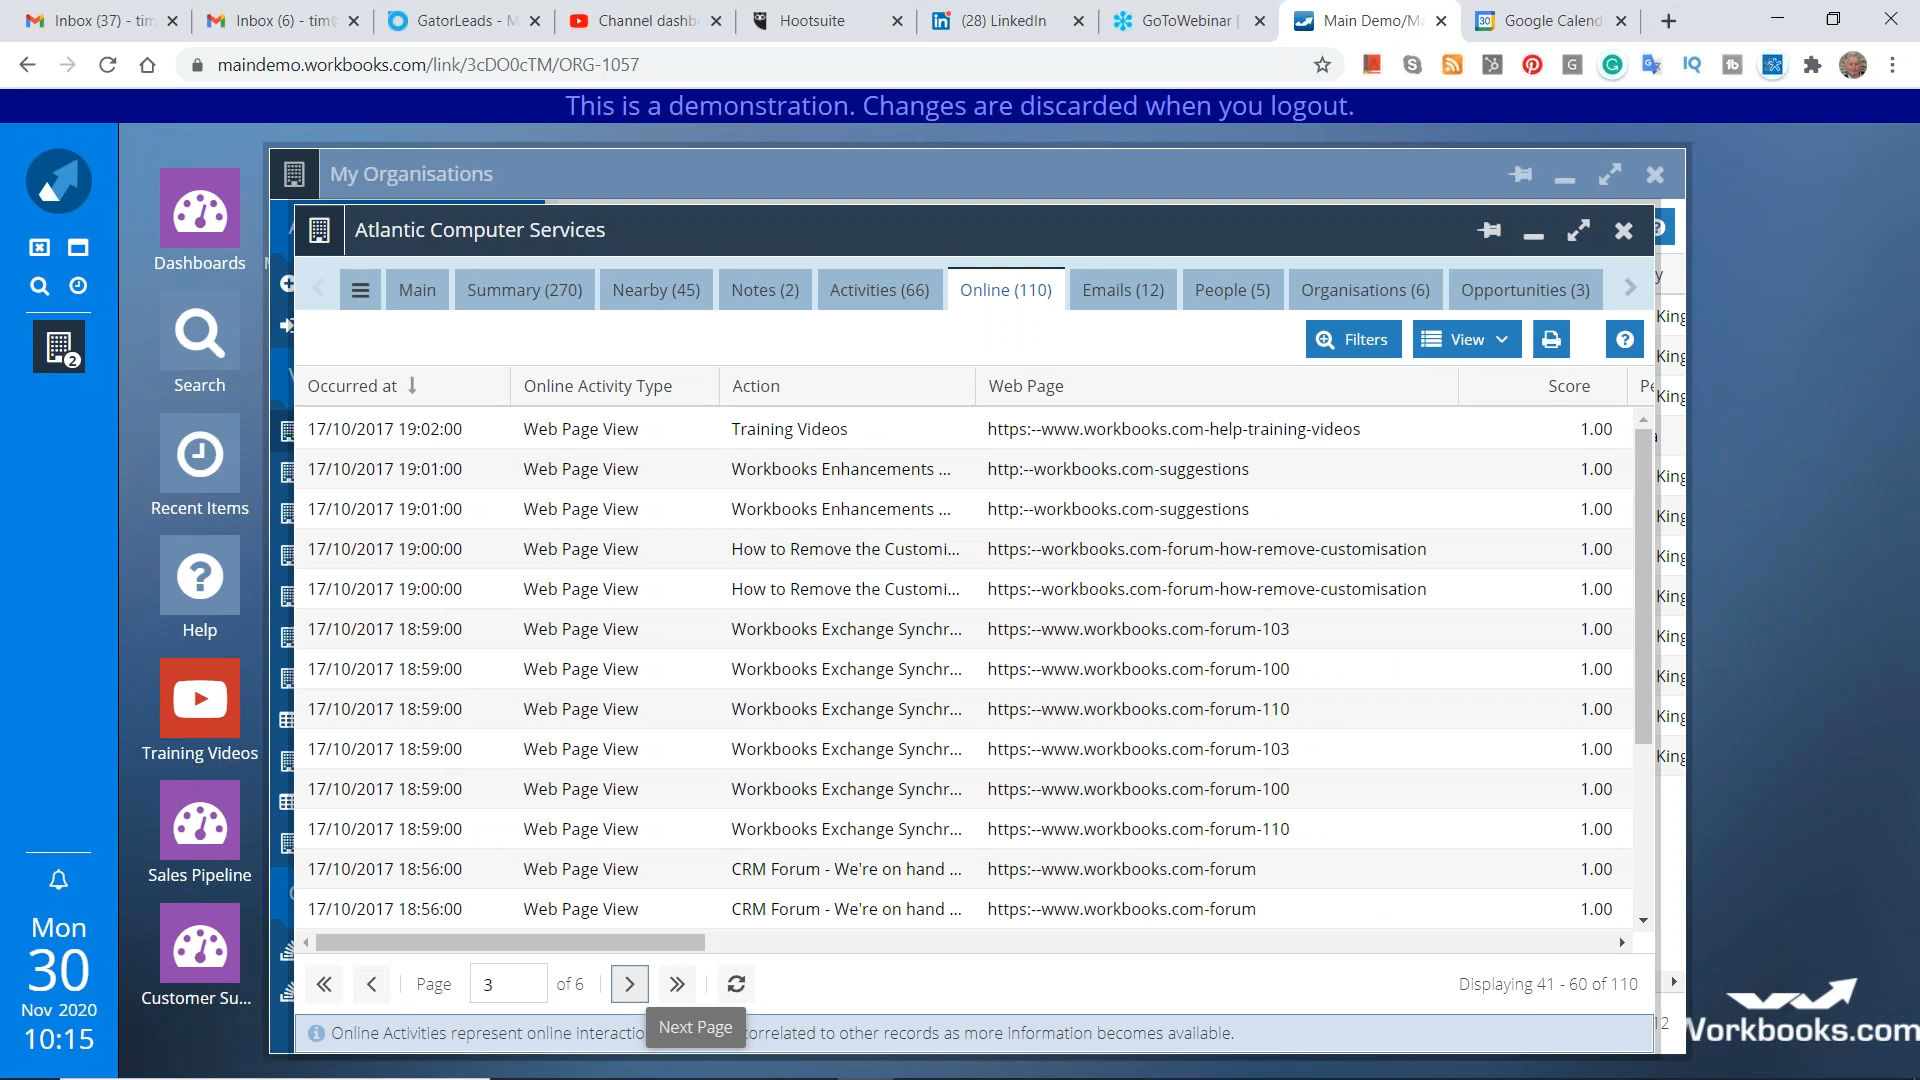 Inbox (37) - tim
Inbox (6) - tim@
GatorLeads - M
Channel dashb
Hootsuite
(28) LinkedIn
GoToWebinar |
Main Demo/Ma
Google Calend
maindemo.workbooks.com/link/3cDO0cTM/ORG-1057
This is a demonstration. Changes are discarded when you logout.
My Organisations
Atlantic Computer Services
Main
Summary (270)
Nearby (45)
Notes (2)
Activities (66)
Online (110)
Emails (12)
People (5)
Organisations (6)
Opportunities (3)
Filters
View
Occurred at
Online Activity Type
Action
Web Page
Score
17/10/2017 19:02:00 Web Page View Training Videos https:--www.workbooks.com-help-training-videos 1.00
17/10/2017 19:01:00 Web Page View Workbooks Enhancements ... http:--workbooks.com-suggestions 1.00
17/10/2017 19:01:00 Web Page View Workbooks Enhancements ... http:--workbooks.com-suggestions 1.00
17/10/2017 19:00:00 Web Page View How to Remove the Customi... https:--workbooks.com-forum-how-remove-customisation 1.00
17/10/2017 19:00:00 Web Page View How to Remove the Customi... https:--workbooks.com-forum-how-remove-customisation 1.00
17/10/2017 18:59:00 Web Page View Workbooks Exchange Synchr... https:--www.workbooks.com-forum-103 1.00
17/10/2017 18:59:00 Web Page View Workbooks Exchange Synchr... https:--www.workbooks.com-forum-100 1.00
17/10/2017 18:59:00 Web Page View Workbooks Exchange Synchr... https:--www.workbooks.com-forum-110 1.00
17/10/2017 18:59:00 Web Page View Workbooks Exchange Synchr... https:--www.workbooks.com-forum-103 1.00
17/10/2017 18:59:00 Web Page View Workbooks Exchange Synchr... https:--www.workbooks.com-forum-100 1.00
17/10/2017 18:59:00 Web Page View Workbooks Exchange Synchr... https:--www.workbooks.com-forum-110 1.00
17/10/2017 18:56:00 Web Page View CRM Forum - We're on hand ... https:--www.workbooks.com-forum 1.00
17/10/2017 18:56:00 Web Page View CRM Forum - We're on hand ... https:--www.workbooks.com-forum 1.00
Page 3 of 6
Displaying 41 - 60 of 110
Next Page
Online Activities represent online interactio
orrelated to other records as more information becomes available.
Dashboards
Search
Recent Items
Help
Training Videos
Sales Pipeline
Customer Su...
2
Mon
30
Nov 2020
10:15
King
King
King
King
King
King
King
King
King
King
King
12
Workbooks.com